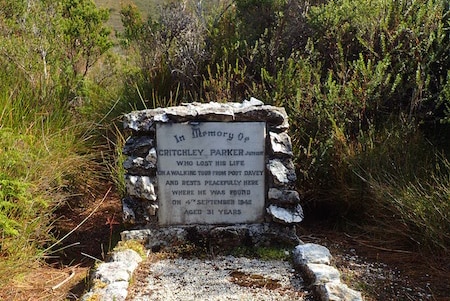 In Memory Of
CRITCHLEY PARKER JUNIOR
WHO LOST HIS LIFE
ON A WALKING TOUR FROM PORT DAVEY
AND RESTS PEACEFULLY HERE
WHERE HE WAS FOUND
ON 4TH SEPTEMBER 1942
AGED 31 YEARS